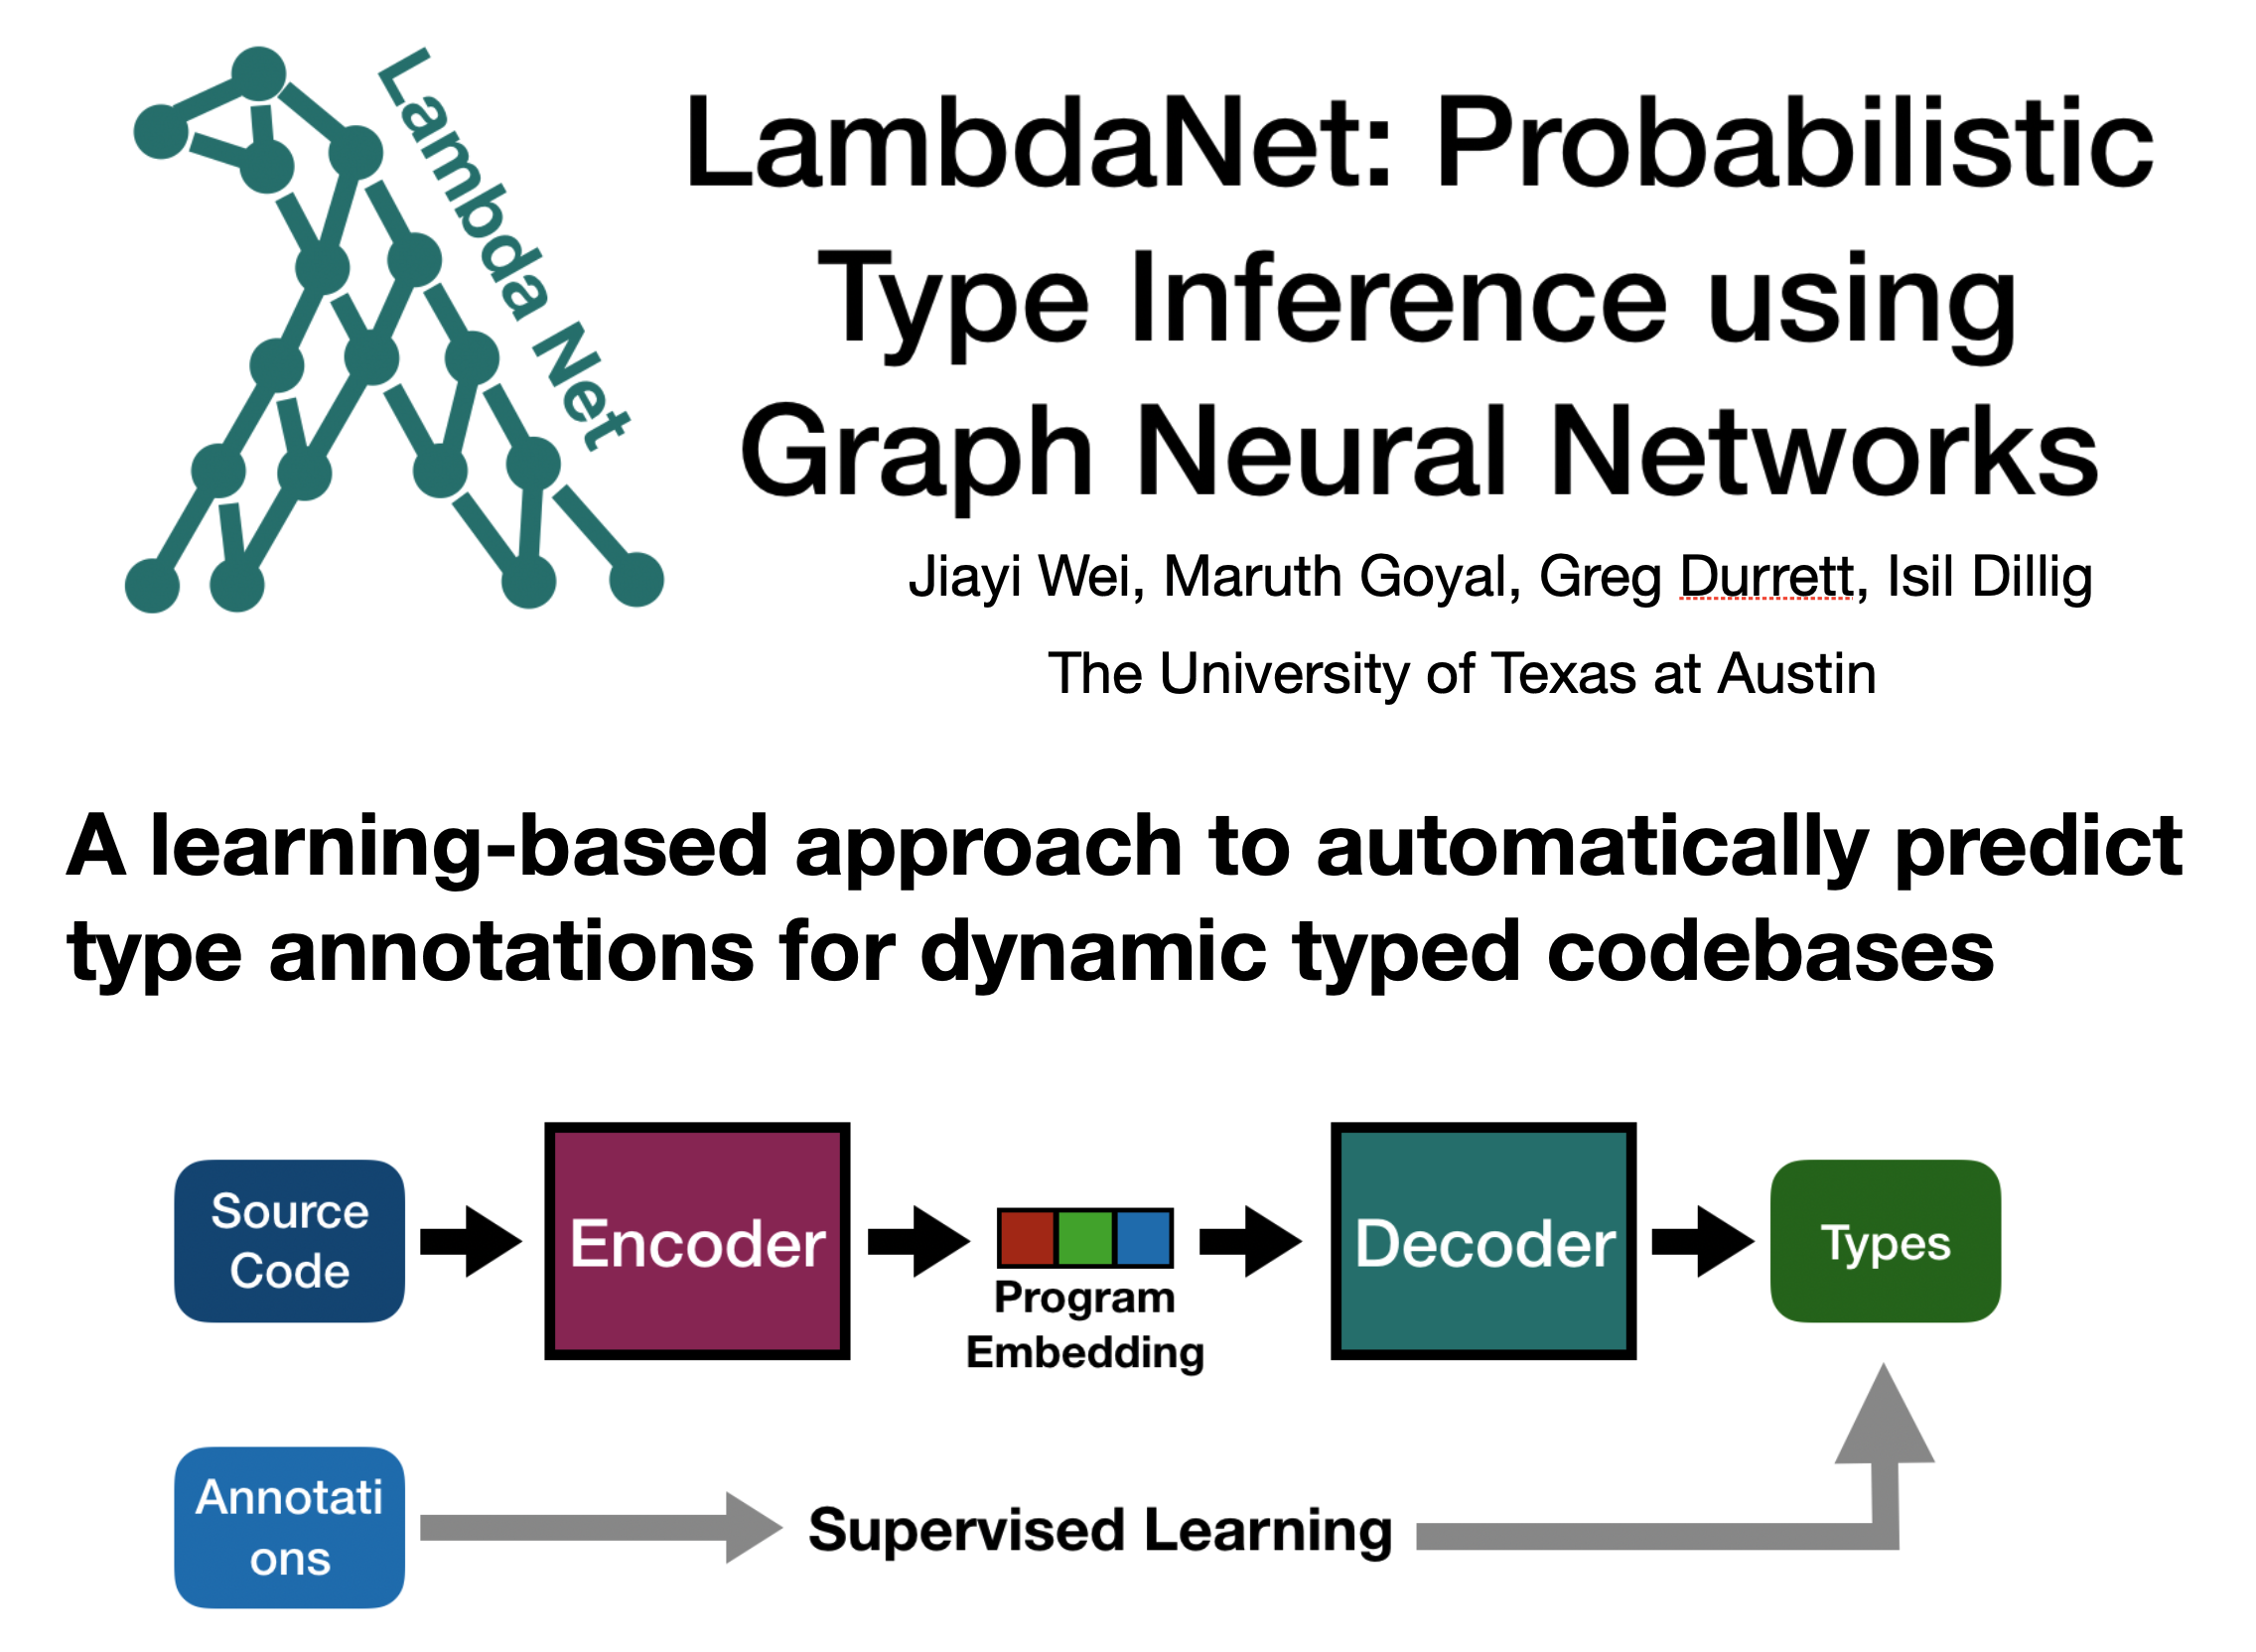 Lambda Net
LambdaNet: Probabilistic
Type Inference using
Graph Neural Networks
Jiayi Wei, Maruth Goyal, Greg Durrett, Isil Dillig
The University of Texas at Austin
A learning-based approach to automatically predict
type annotations for dynamic typed codebases
Source
Code
Encoder
Program
Embedding
Decoder
Types
Annotati
ons
Supervised Learning